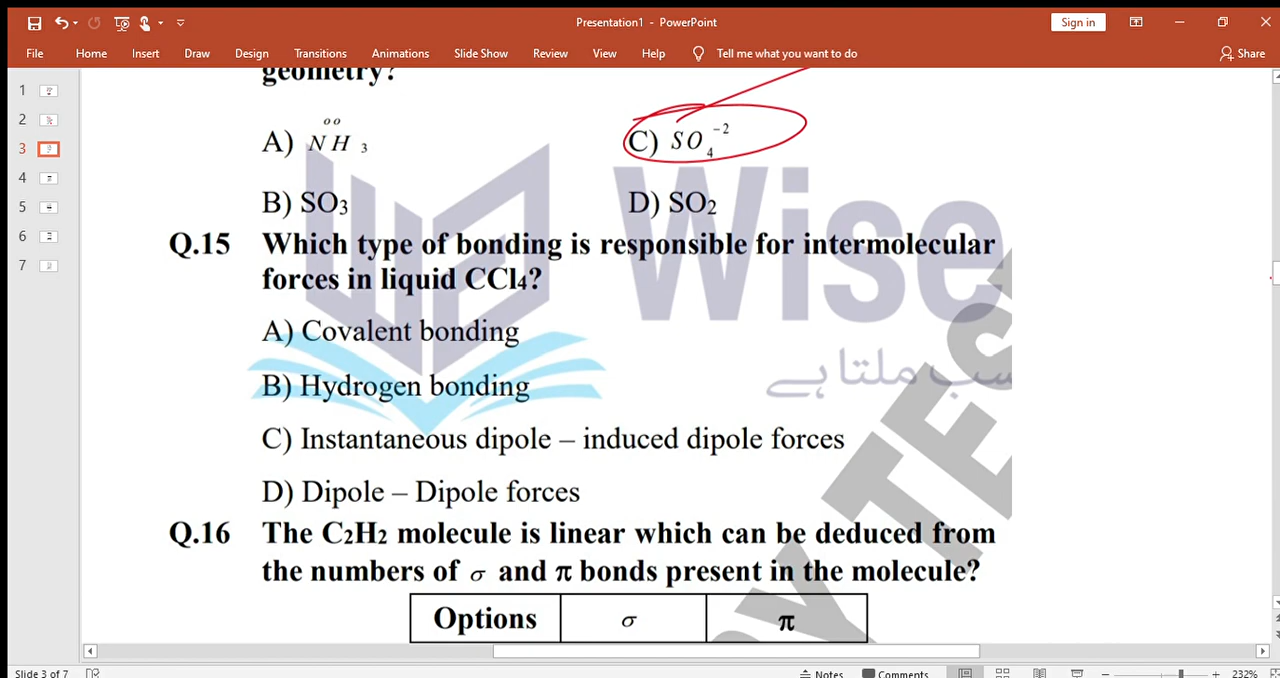 Presentation1 - PowerPoint
Sign in
File Home Insert Draw Design Transitions Animations Slide Show Review View Help Tell me what you want to do Share
1
2
3
4
5
6
7
geometry?
A) NH3 C) SO4-2
B) SO3 D) SO2
Q.15 Which type of bonding is responsible for intermolecular
forces in liquid CCl4?
A) Covalent bonding
B) Hydrogen bonding
C) Instantaneous dipole – induced dipole forces
D) Dipole – Dipole forces
Q.16 The C2H2 molecule is linear which can be deduced from
the numbers of σ and π bonds present in the molecule?
Options σ π
Wise
سب ملتا ہے
Slide 3 of 7 Notes Comments 232%